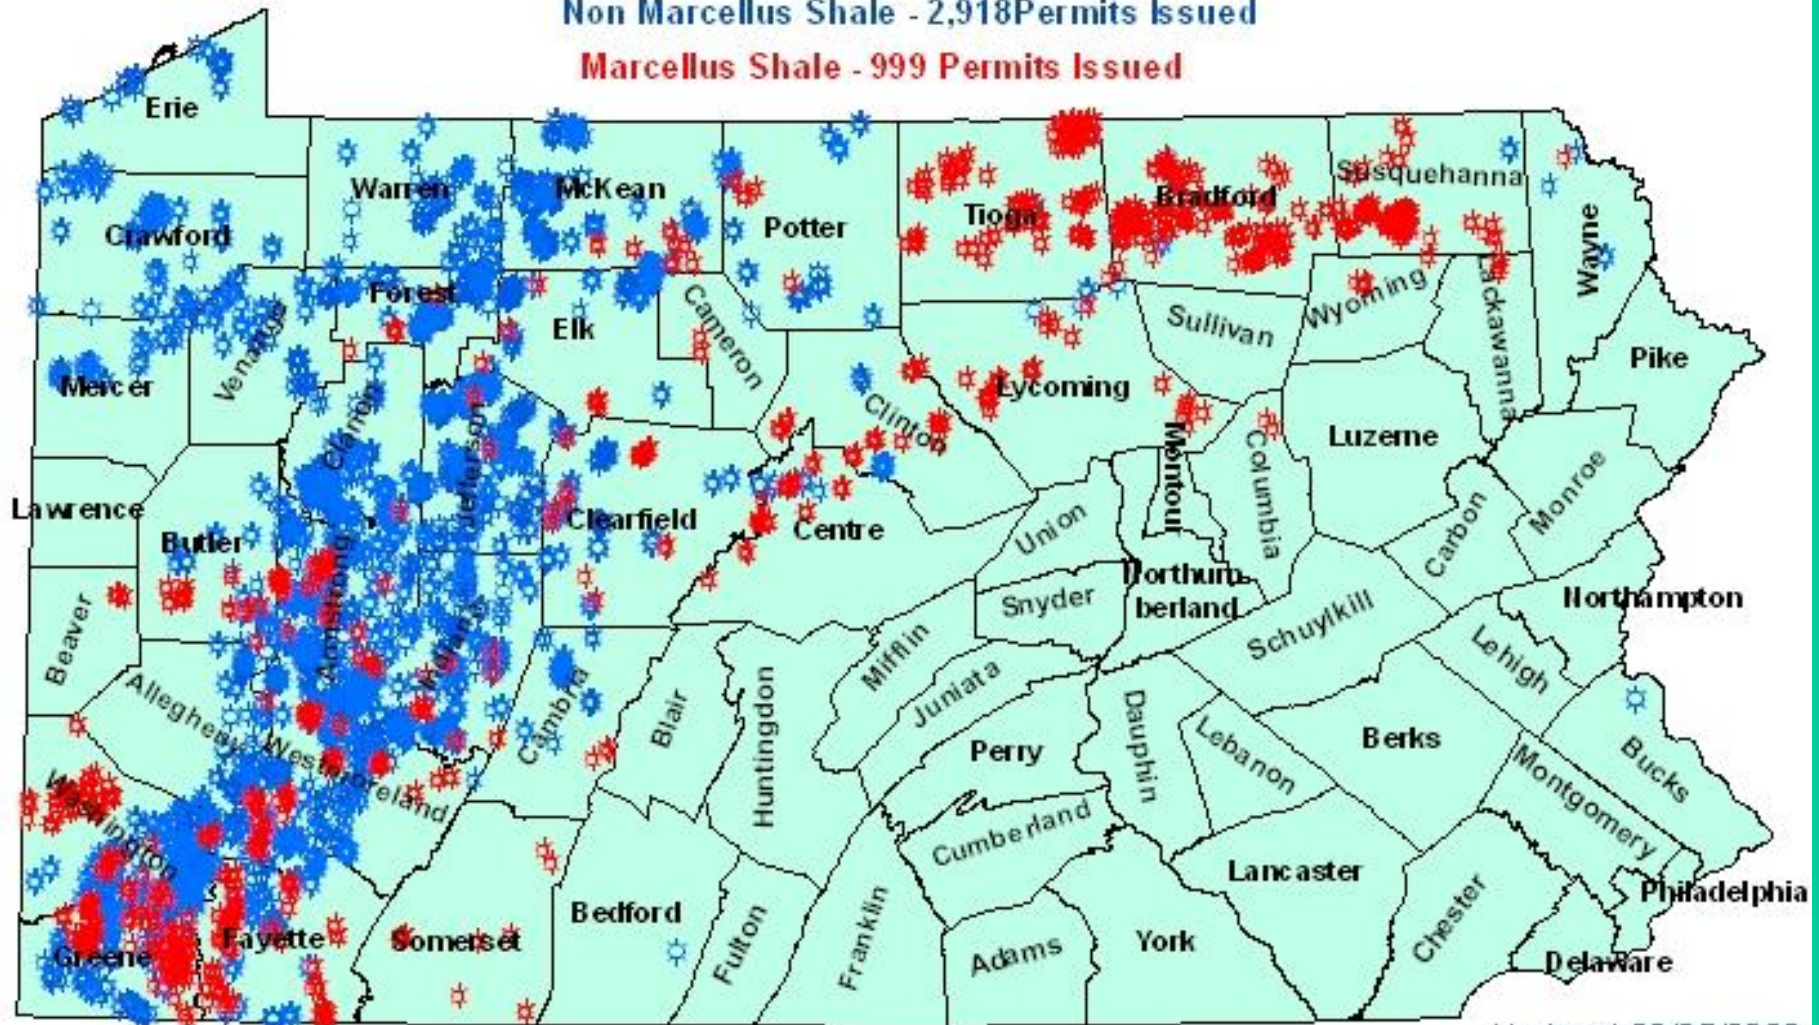 Non Marcellus Shale - 2,918Permits Issued
Marcellus Shale - 999 Permits Issued
Erie
Warren
McKean
Susquehanna
Bradford
Tioga
Potter
Crawford
Wayne
Forest
Elk
Cameron
Sullivan
Wyoming
Lackawanna
Pike
Venango
Mercer
Clarion
Jefferson
Clinton
Lycoming
Luzerne
Montour
Columbia
Monroe
Carbon
Lawrence
Butler
Clearfield
Centre
Union
Northum
berland
Snyder
Northampton
Schuylkill
Lehigh
Beaver
Armstrong
Indiana
Mifflin
Juniata
Allegheny
Cambria
Blair
Huntingdon
Perry
Dauphin
Lebanon
Berks
Bucks
Montgomery
Westmoreland
Washington
Cumberland
Lancaster
Philadelphia
Chester
Delaware
Greene
Fayette
Somerset
Bedford
Fulton
Franklin
Adams
York